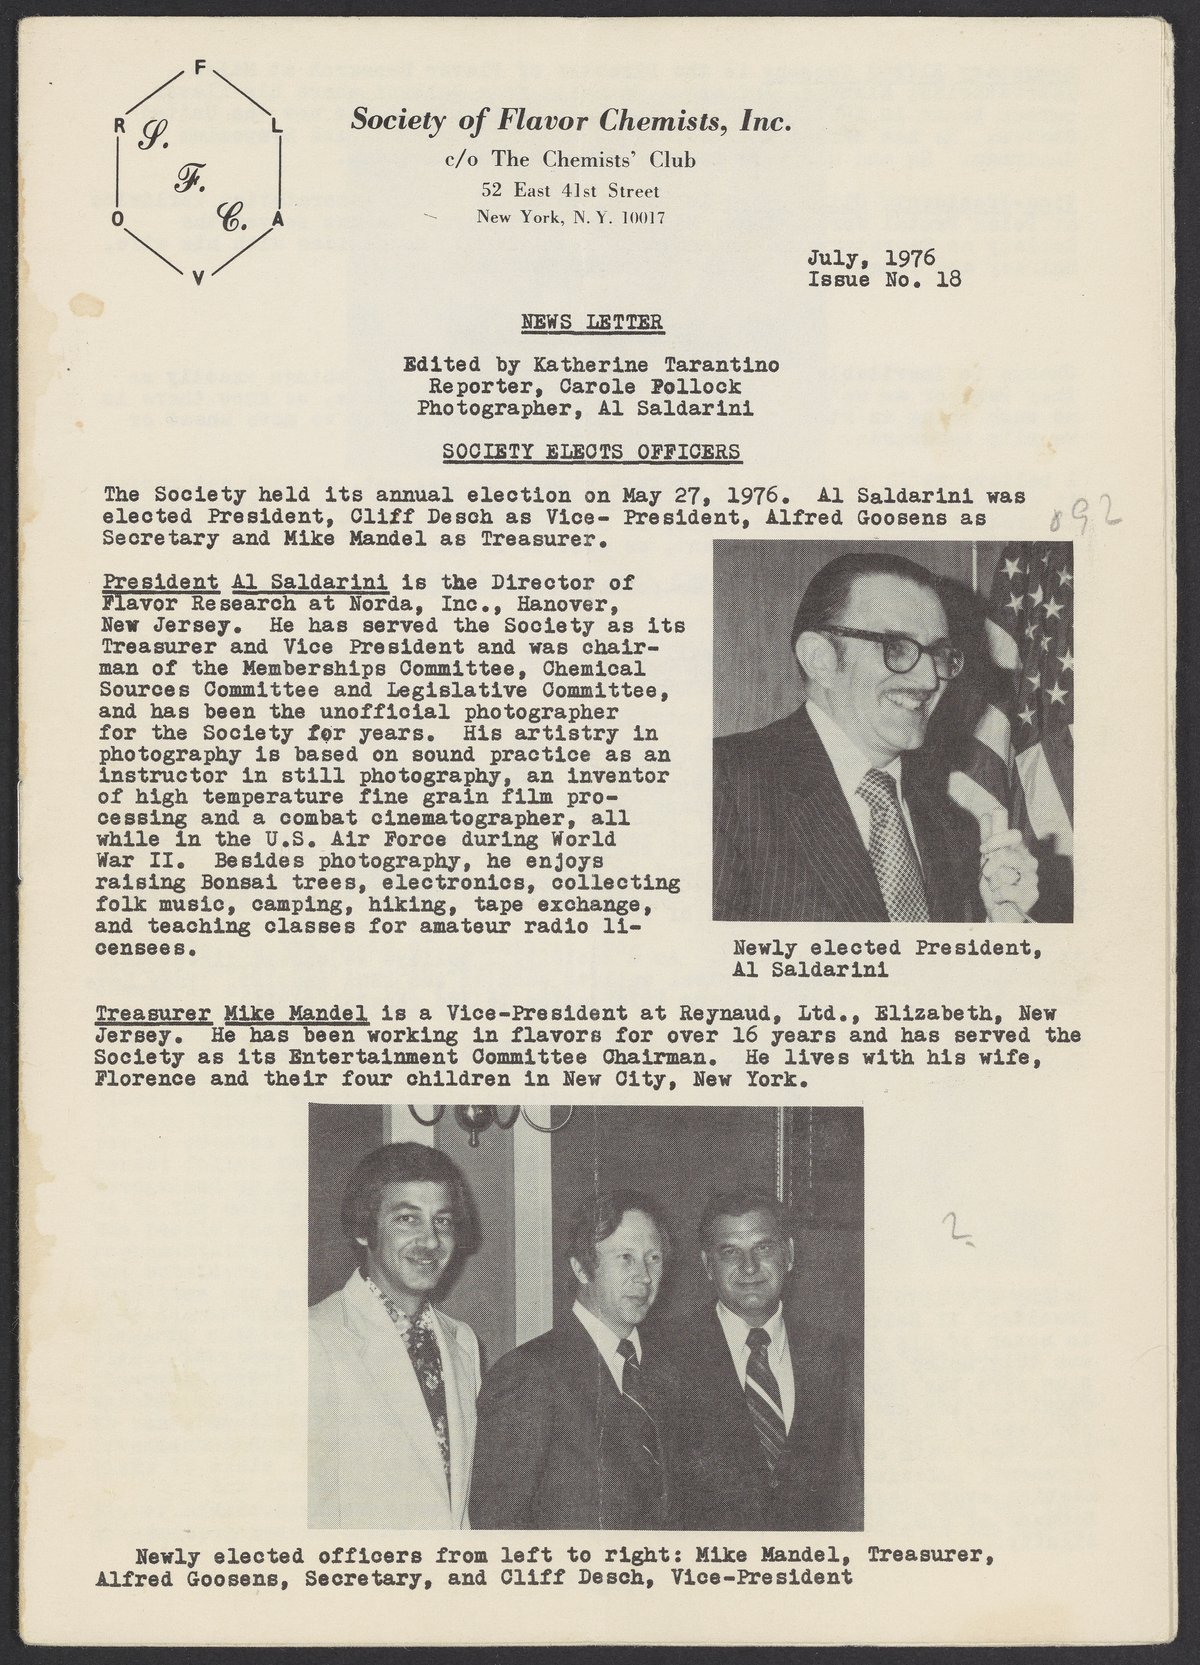 F
R L
S.
F.
C.
O A
V
Society of Flavor Chemists, Inc.
c/o The Chemists' Club
52 East 41st Street
New York, N. Y. 10017
July, 1976
Issue No. 18
NEWS LETTER
Edited by Katherine Tarantino
Reporter, Carole Pollock
Photographer, Al Saldarini
SOCIETY ELECTS OFFICERS
The Society held its annual election on May 27, 1976. Al Saldarini was
elected President, Cliff Desch as Vice- President, Alfred Goosens as
Secretary and Mike Mandel as Treasurer.
President Al Saldarini is the Director of
Flavor Research at Norda, Inc., Hanover,
New Jersey. He has served the Society as its
Treasurer and Vice President and was chair-
man of the Memberships Committee, Chemical
Sources Committee and Legislative Committee,
and has been the unofficial photographer
for the Society for years. His artistry in
photography is based on sound practice as an
instructor in still photography, an inventor
of high temperature fine grain film pro-
cessing and a combat cinematographer, all
while in the U.S. Air Force during World
War II. Besides photography, he enjoys
raising Bonsai trees, electronics, collecting
folk music, camping, hiking, tape exchange,
and teaching classes for amateur radio li-
censees.
Newly elected President,
Al Saldarini
Treasurer Mike Mandel is a Vice-President at Reynaud, Ltd., Elizabeth, New
Jersey. He has been working in flavors for over 16 years and has served the
Society as its Entertainment Committee Chairman. He lives with his wife,
Florence and their four children in New City, New York.
2
Newly elected officers from left to right: Mike Mandel, Treasurer,
Alfred Goosens, Secretary, and Cliff Desch, Vice-President